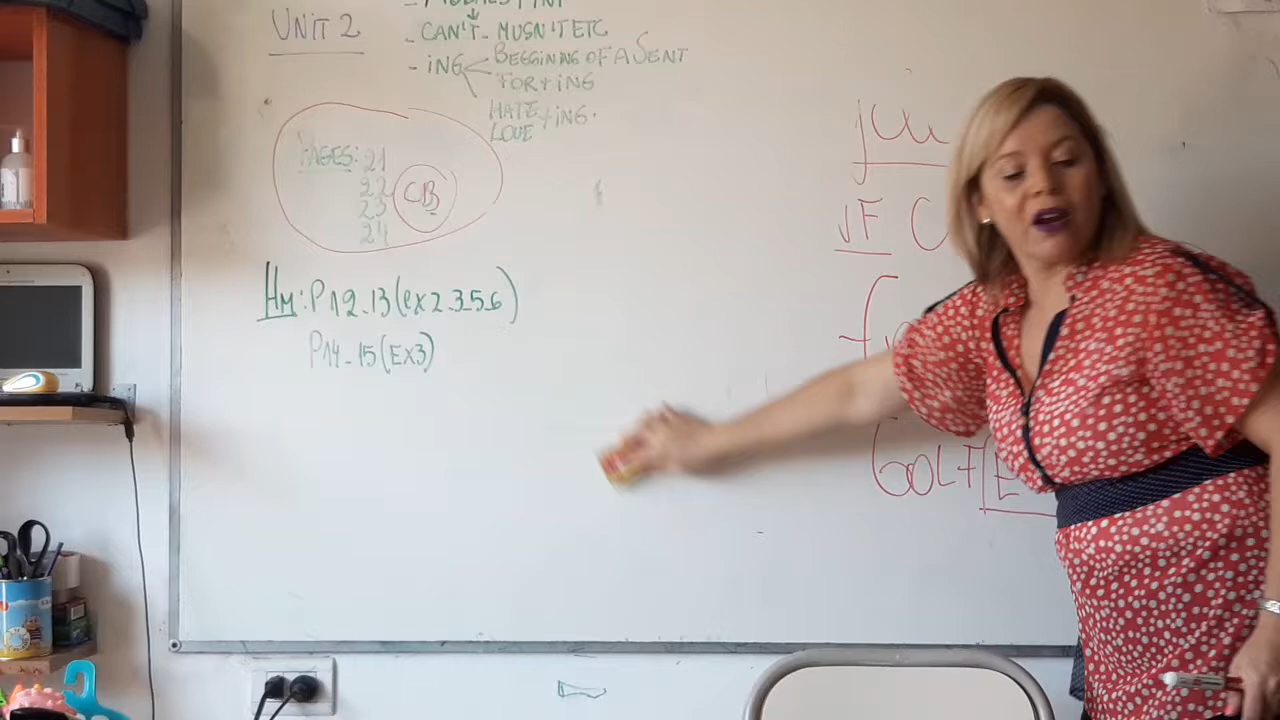 UNIT 2
- CAN'T - MUSN'T ETC
- ING
BEGGINING OF A SENT
FOR + ING
HATE
LOVE
+ING.
PAGES: 21
22
23
24
CB
HM: P12-13 (ex 2.3.5.6)
P14-15 (EX3)
IF C
GOLF